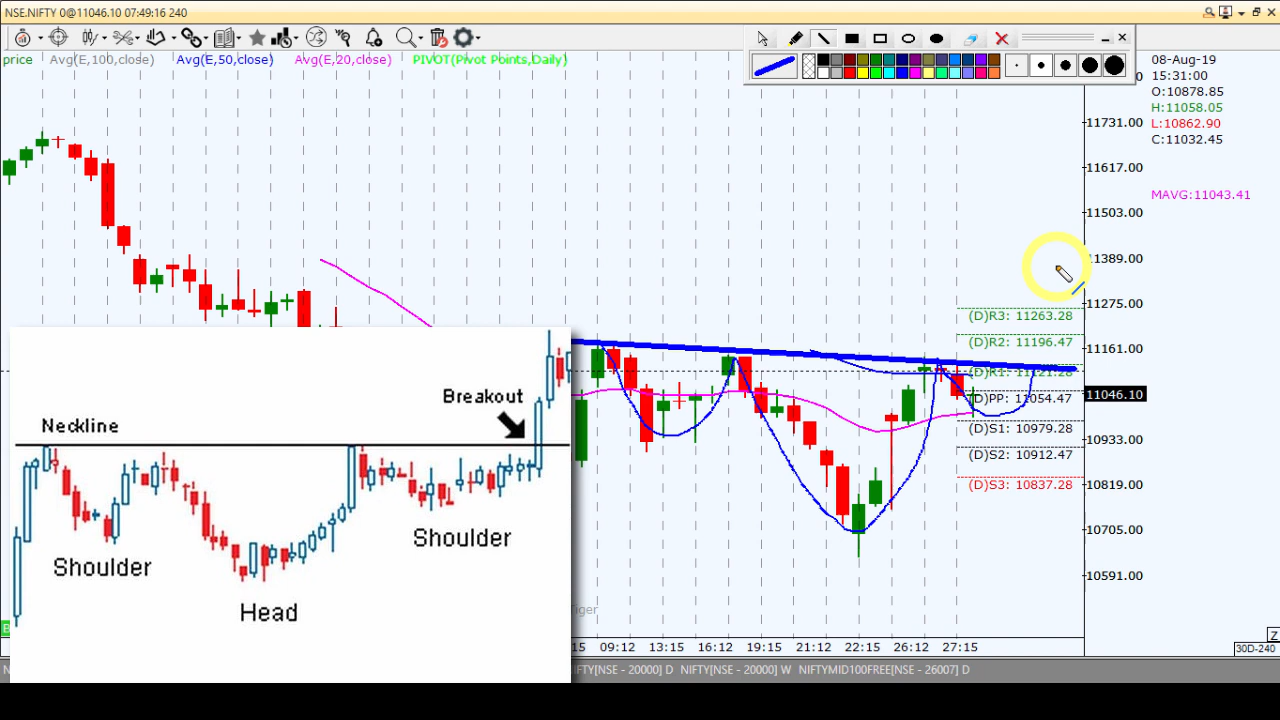 NSE.NIFTY 0@11046.10 07:49:16 240
price Avg(E,100,close) Avg(E,50,close) Avg(E,20,close) PIVOT(Pivot Points,Daily)
08-Aug-19
15:31:00
O:10878.85
H:11058.05
L:10862.90
C:11032.45
MAVG:11043.41
11731.00
11617.00
11503.00
11389.00
11275.00
11161.00
11046.10
10933.00
10819.00
10705.00
10591.00
(D)R3: 11263.28
(D)R2: 11196.47
(D)R1: 11121.28
(D)PP: 11054.47
(D)S1: 10979.28
(D)S2: 10912.47
(D)S3: 10837.28
Breakout
Neckline
Shoulder
Shoulder
Head
09:12 13:15 17:12 19:15 21:12 22:15 26:12 27:15
Z
30D-240
[NSE - 20000] D NIFTY[NSE - 20000] W NIFTYMID100FREE[NSE - 26007] D